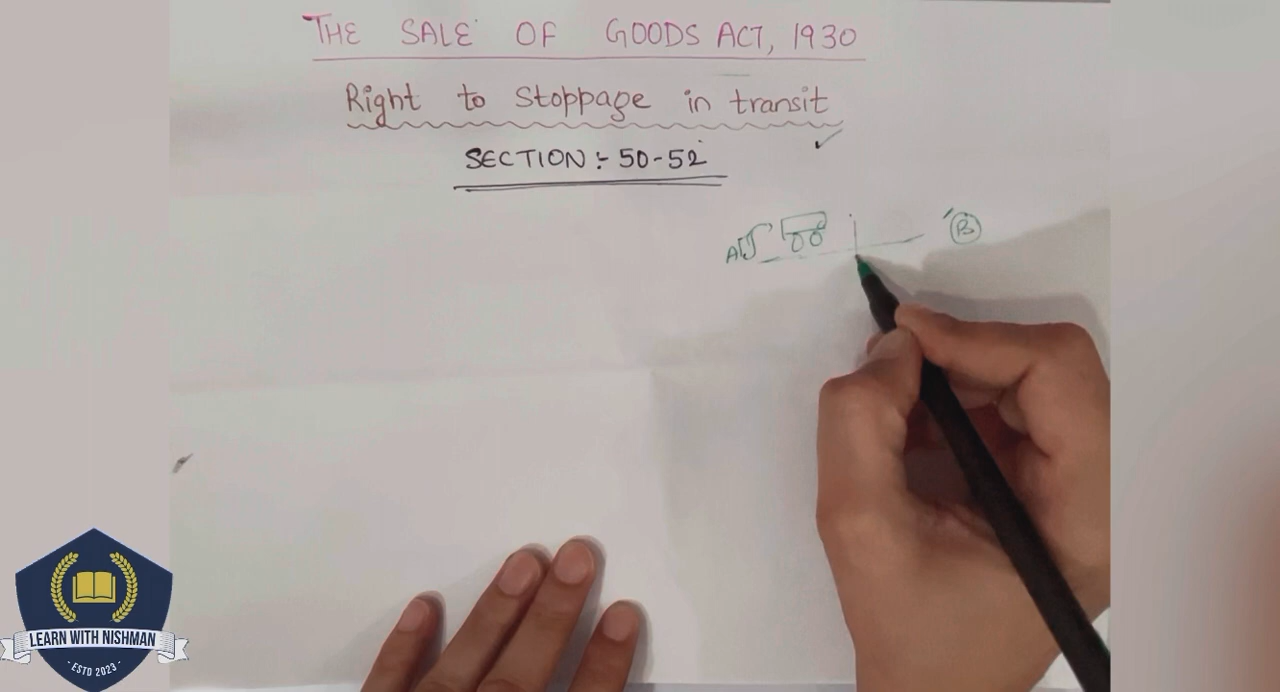 THE SALE OF GOODS ACT, 1930
Right to Stoppage in transit
SECTION :- 50-52
A
B
LEARN WITH NISHMAN
- ESTD 2023 -